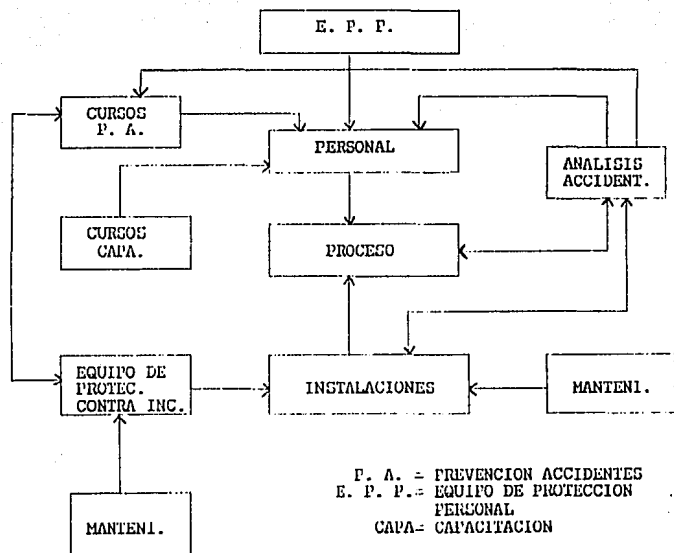 E. P. P.
CURSOS
P. A.
PERSONAL
ANALISIS
ACCIDENT.
CURSOS
CAPA.
PROCESO
EQUIPO DE
PROTEC.
CONTRA INC.
INSTALACIONES
MANTENI.
MANTENI.
P. A. = PREVENCION ACCIDENTES
E. P. P.= EQUIPO DE PROTECCION
PERSONAL
CAPA= CAPACITACION